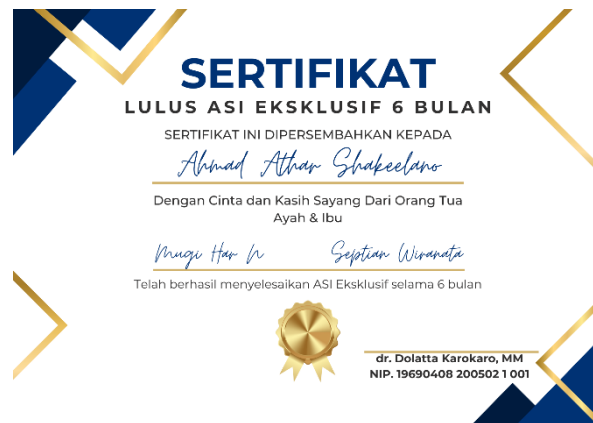 SERTIFIKAT
LULUS ASI EKSKLUSIF 6 BULAN
SERTIFIKAT INI DIPERSEMBAHKAN KEPADA
Ahmad Athar Shakeelano
Dengan Cinta dan Kasih Sayang Dari Orang Tua
Ayah & Ibu
Mugi Har N Septian Wiranata
Telah berhasil menyelesaikan ASI Eksklusif selama 6 bulan
dr. Dolatta Karokaro, MM
NIP. 19690408 200502 1 001